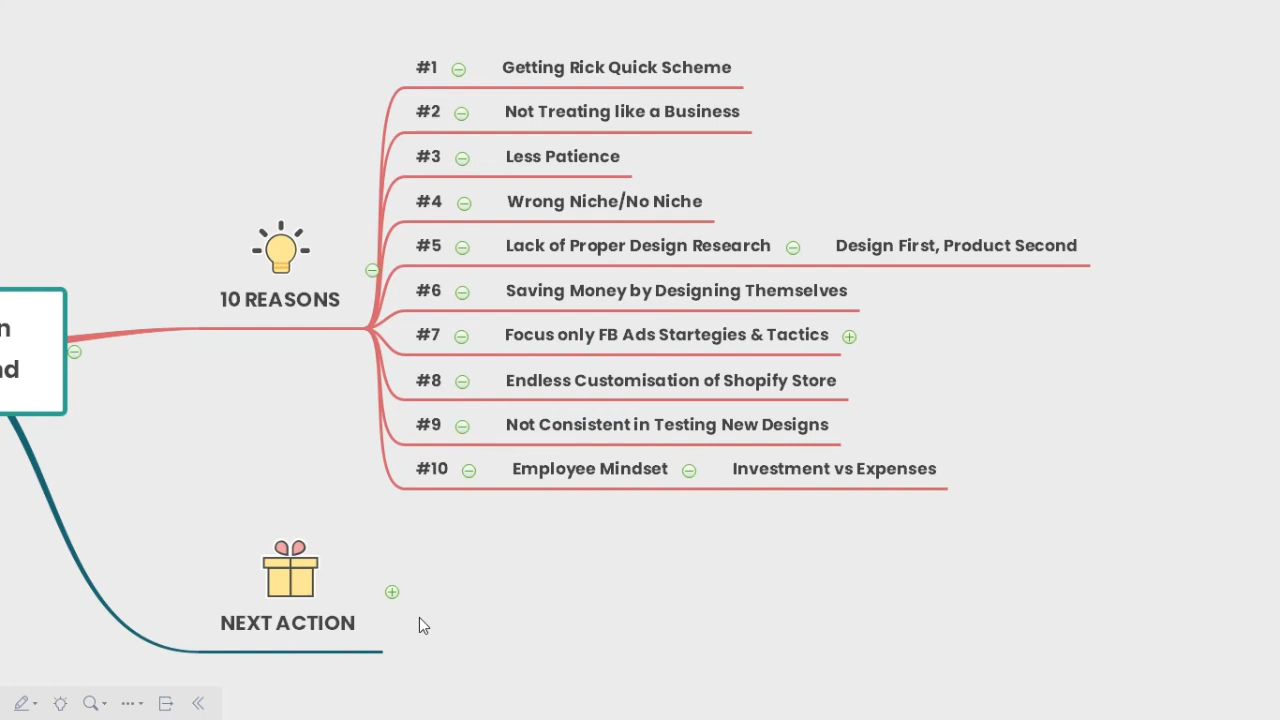 #1 Getting Rick Quick Scheme
#2 Not Treating like a Business
#3 Less Patience
#4 Wrong Niche/No Niche
#5 Lack of Proper Design Research Design First, Product Second
10 REASONS
#6 Saving Money by Designing Themselves
#7 Focus only FB Ads Startegies & Tactics
#8 Endless Customisation of Shopify Store
#9 Not Consistent in Testing New Designs
#10 Employee Mindset Investment vs Expenses
NEXT ACTION